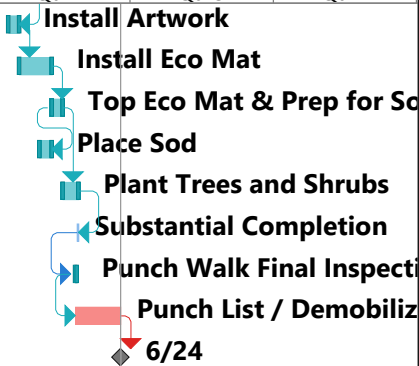 Install Artwork
Install Eco Mat
Top Eco Mat & Prep for So
Place Sod
Plant Trees and Shrubs
Substantial Completion
Punch Walk Final Inspecti
Punch List / Demobiliz
6/24